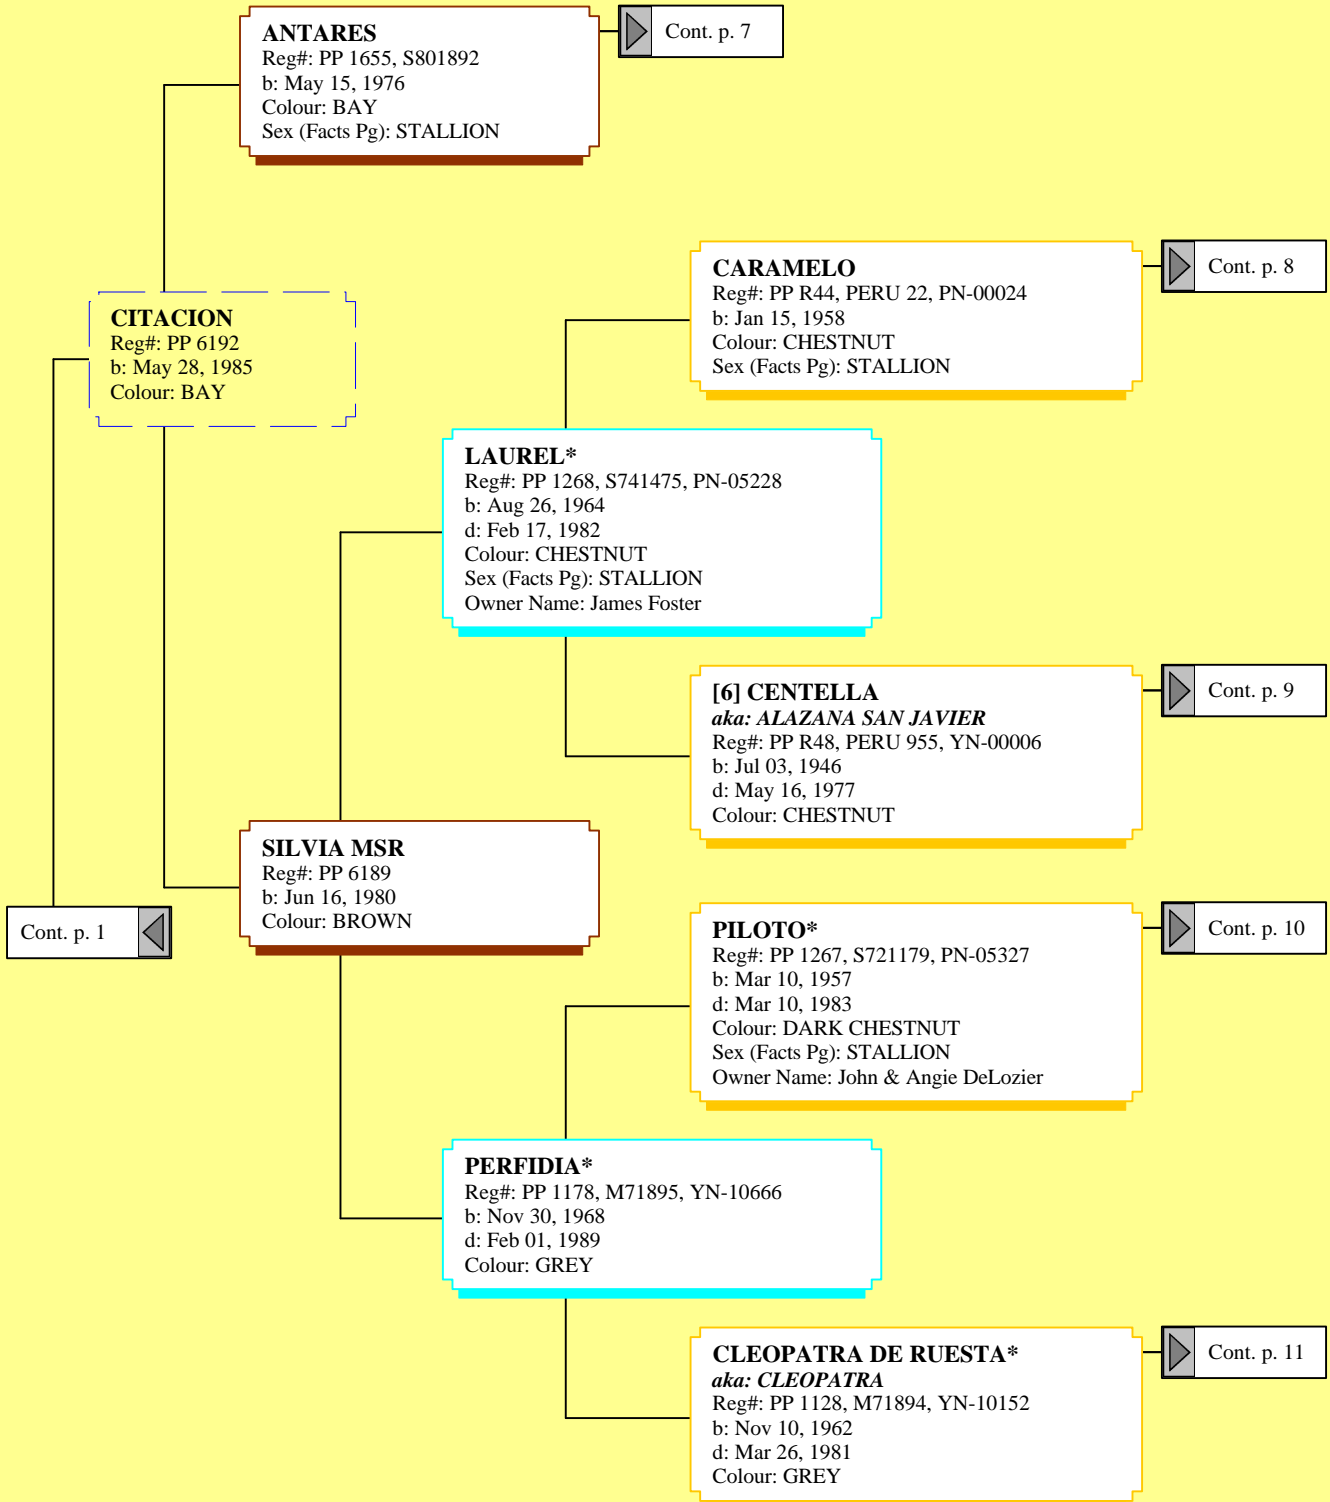 ANTARES
Reg#: PP 1655, S801892
b: May 15, 1976
Colour: BAY
Sex (Facts Pg): STALLION
Cont. p. 7
CARAMELO
Reg#: PP R44, PERU 22, PN-00024
b: Jan 15, 1958
Colour: CHESTNUT
Sex (Facts Pg): STALLION
Cont. p. 8
CITACION
Reg#: PP 6192
b: May 28, 1985
Colour: BAY
LAUREL*
Reg#: PP 1268, S741475, PN-05228
b: Aug 26, 1964
d: Feb 17, 1982
Colour: CHESTNUT
Sex (Facts Pg): STALLION
Owner Name: James Foster
[6] CENTELLA
aka: ALAZANA SAN JAVIER
Reg#: PP R48, PERU 955, YN-00006
b: Jul 03, 1946
d: May 16, 1977
Colour: CHESTNUT
Cont. p. 9
SILVIA MSR
Reg#: PP 6189
b: Jun 16, 1980
Colour: BROWN
Cont. p. 1
PILOTO*
Reg#: PP 1267, S721179, PN-05327
b: Mar 10, 1957
d: Mar 10, 1983
Colour: DARK CHESTNUT
Sex (Facts Pg): STALLION
Owner Name: John & Angie DeLozier
Cont. p. 10
PERFIDIA*
Reg#: PP 1178, M71895, YN-10666
b: Nov 30, 1968
d: Feb 01, 1989
Colour: GREY
CLEOPATRA DE RUESTA*
aka: CLEOPATRA
Reg#: PP 1128, M71894, YN-10152
b: Nov 10, 1962
d: Mar 26, 1981
Colour: GREY
Cont. p. 11